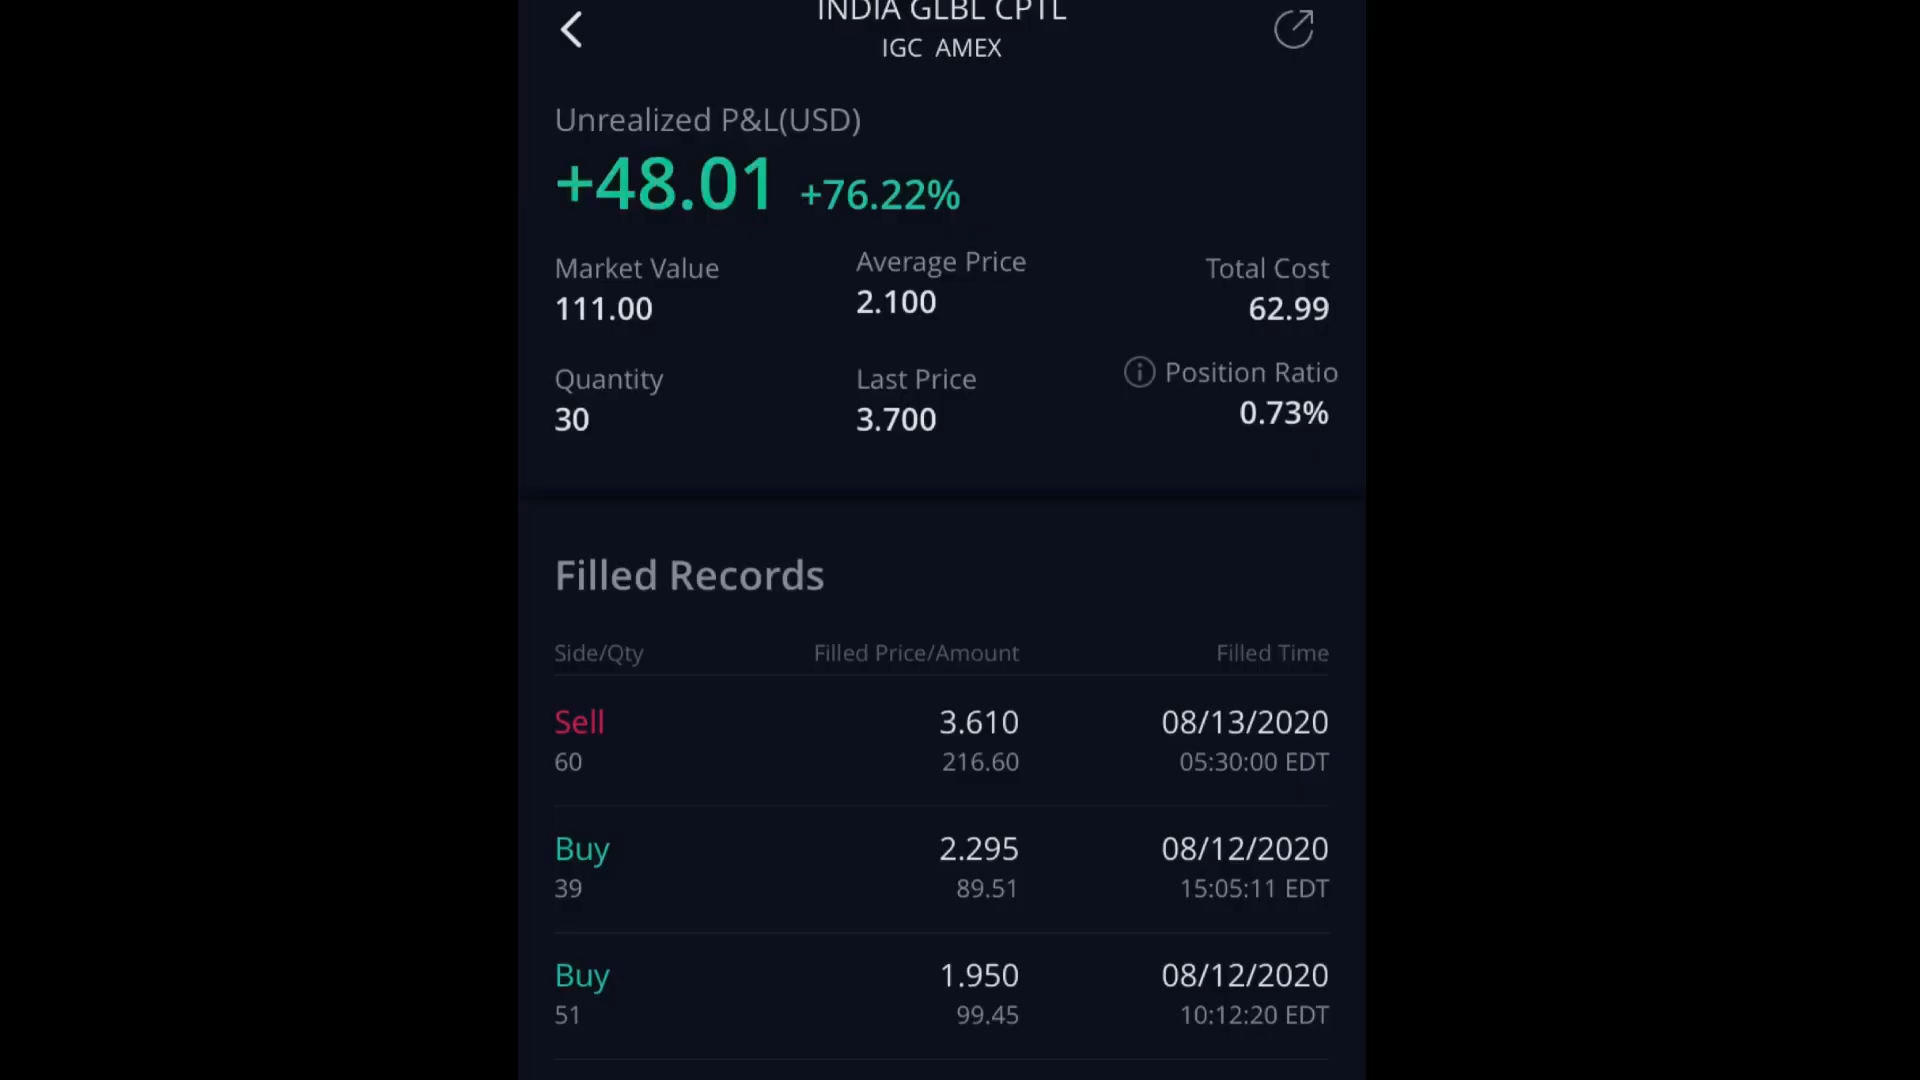 INDIA GLBL CPTL
IGC AMEX
Unrealized P&L(USD)
+48.01 +76.22%
Market Value Average Price Total Cost
111.00 2.100 62.99
Quantity Last Price Position Ratio
30 3.700 0.73%
Filled Records
Side/Qty Filled Price/Amount Filled Time
Sell 3.610 08/13/2020
60 216.60 05:30:00 EDT
Buy 2.295 08/12/2020
39 89.51 15:05:11 EDT
Buy 1.950 08/12/2020
51 99.45 10:12:20 EDT